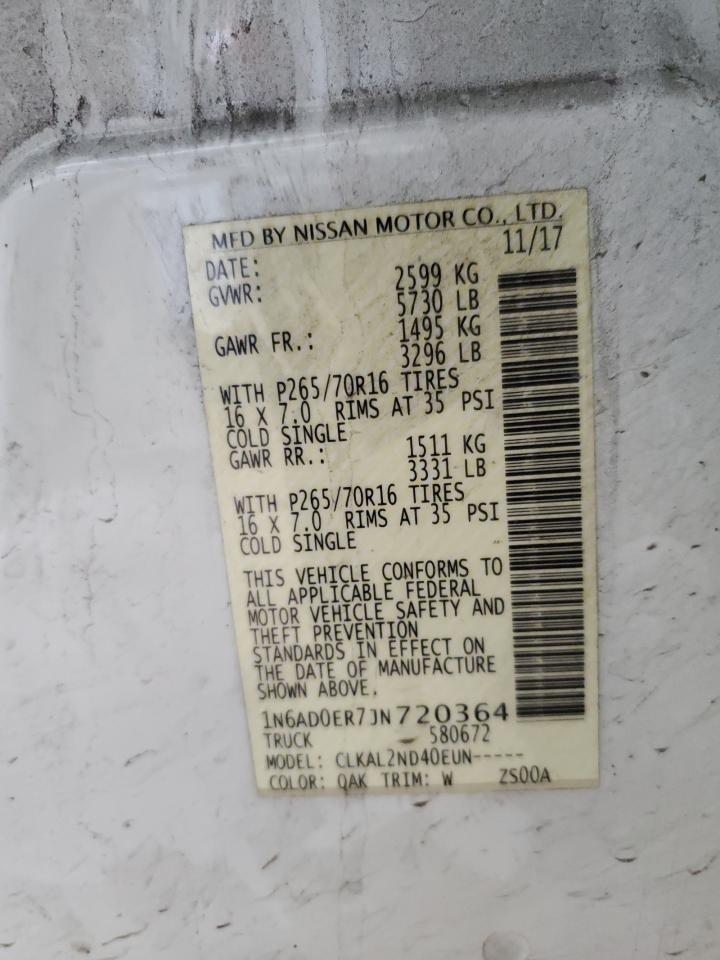 MFD BY NISSAN MOTOR CO., LTD.
DATE: 11/17
GVWR: 2599 KG
5730 LB
GAWR FR.: 1495 KG
3296 LB
WITH P265/70R16 TIRES
16 X 7.0 RIMS AT 35 PSI
COLD SINGLE
GAWR RR.: 1511 KG
3331 LB
WITH P265/70R16 TIRES
16 X 7.0 RIMS AT 35 PSI
COLD SINGLE
THIS VEHICLE CONFORMS TO
ALL APPLICABLE FEDERAL
MOTOR VEHICLE SAFETY AND
THEFT PREVENTION
STANDARDS IN EFFECT ON
THE DATE OF MANUFACTURE
SHOWN ABOVE.
1N6AD0ER7JN720364
TRUCK 580672
MODEL: CLKAL2ND40EUN-----
COLOR: QAK TRIM: W ZS00A